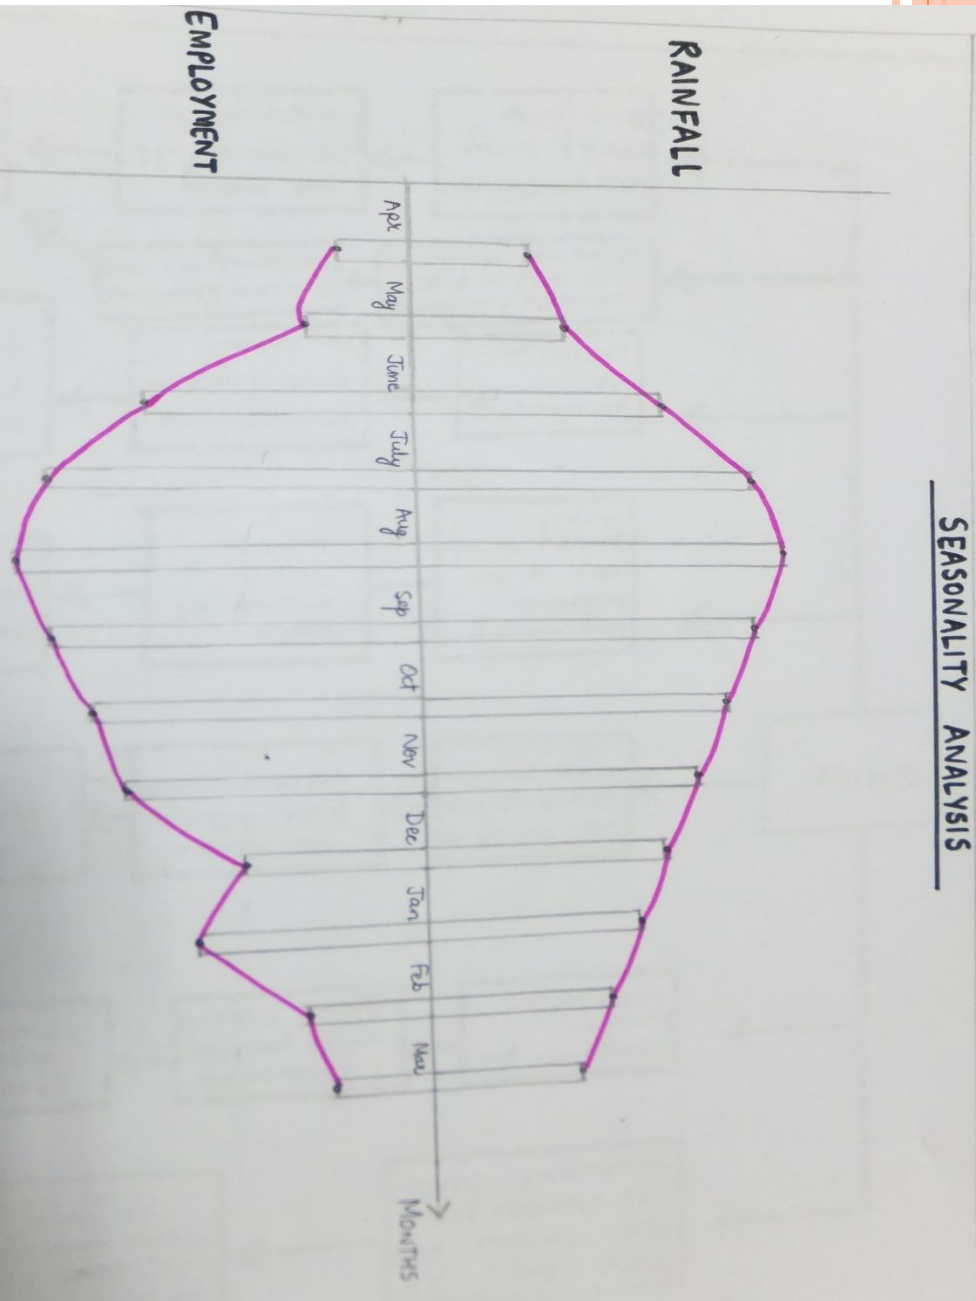 SEASONALITY ANALYSIS
RAINFALL
EMPLOYMENT
Apr
May
June
July
Aug
Sep
Oct
Nov
Dec
Jan
Feb
Mar
MONTHS